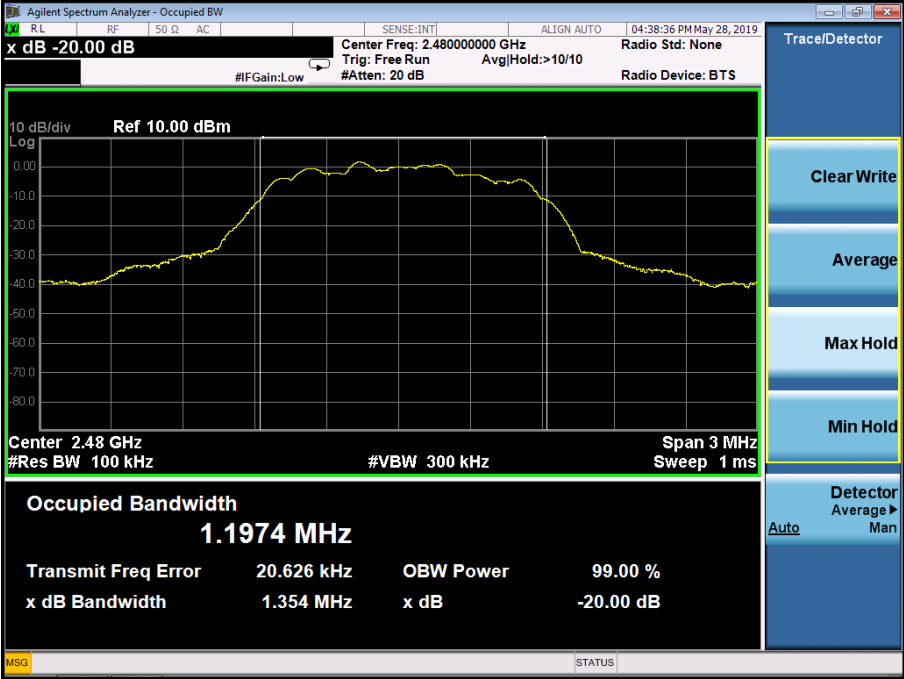 Agilent Spectrum Analyzer - Occupied BW
LXI RL RF 50 Ω AC SENSE:INT ALIGN AUTO 04:38:36 PM May 28, 2019
x dB -20.00 dB
Center Freq: 2.480000000 GHz Radio Std: None
Trig: Free Run Avg|Hold:>10/10
#IFGain:Low #Atten: 20 dB Radio Device: BTS
Trace/Detector
10 dB/div Ref 10.00 dBm
Log
0.00
-10.0
-20.0
-30.0
-40.0
-50.0
-60.0
-70.0
-80.0
Center 2.48 GHz Span 3 MHz
#Res BW 100 kHz #VBW 300 kHz Sweep 1 ms
Clear Write
Average
Max Hold
Min Hold
Detector
Average
Auto Man
Occupied Bandwidth
1.1974 MHz
Transmit Freq Error 20.626 kHz OBW Power 99.00 %
x dB Bandwidth 1.354 MHz x dB -20.00 dB
MSG STATUS